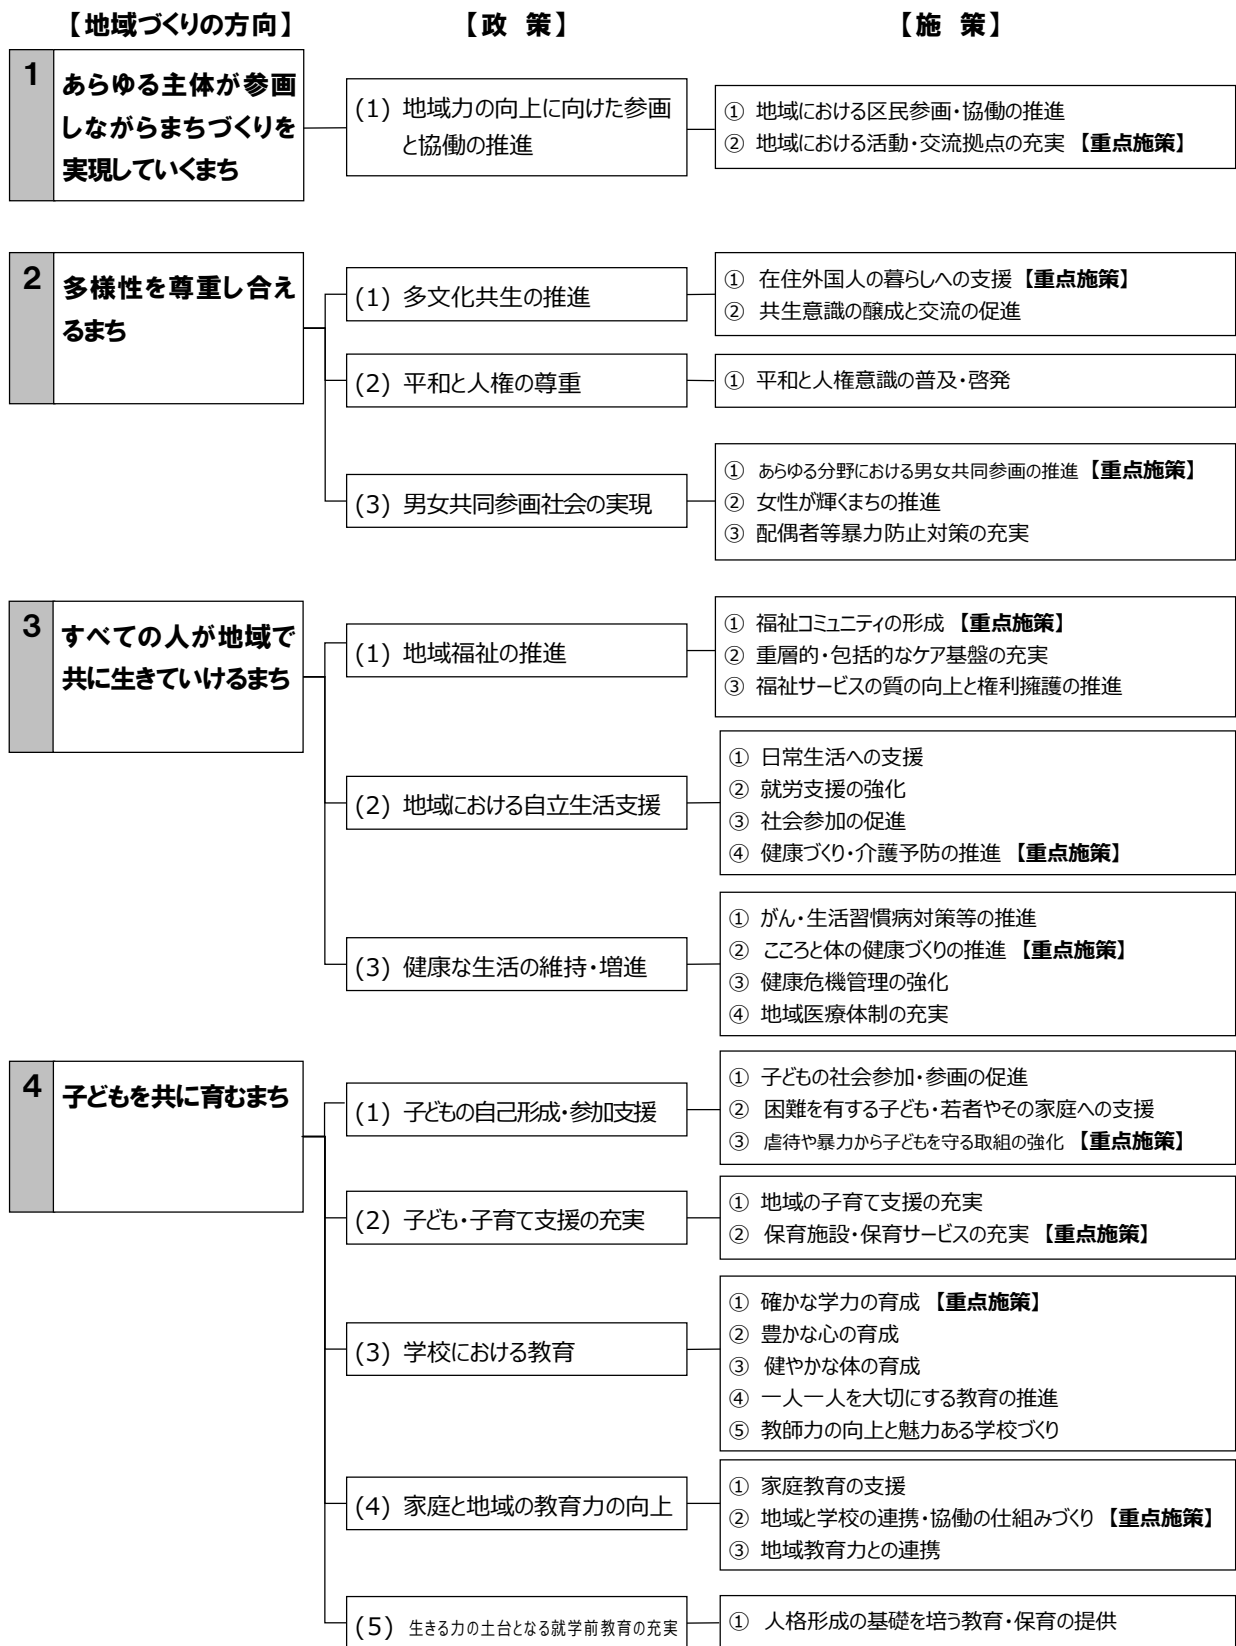 【地域づくりの方向】 【政 策】 【施 策】
1
あらゆる主体が参画
しながらまちづくりを
実現していくまち
(1) 地域力の向上に向けた参画
と協働の推進
① 地域における区民参画・協働の推進
② 地域における活動・交流拠点の充実 【重点施策】
2
多様性を尊重し合え
るまち
(1) 多文化共生の推進
① 在住外国人の暮らしへの支援 【重点施策】
② 共生意識の醸成と交流の促進
(2) 平和と人権の尊重
① 平和と人権意識の普及・啓発
(3) 男女共同参画社会の実現
① あらゆる分野における男女共同参画の推進 【重点施策】
② 女性が輝くまちの推進
③ 配偶者等暴力防止対策の充実
3
すべての人が地域で
共に生きていけるまち
(1) 地域福祉の推進
① 福祉コミュニティの形成 【重点施策】
② 重層的・包括的なケア基盤の充実
③ 福祉サービスの質の向上と権利擁護の推進
(2) 地域における自立生活支援
① 日常生活への支援
② 就労支援の強化
③ 社会参加の促進
④ 健康づくり・介護予防の推進 【重点施策】
(3) 健康な生活の維持・増進
① がん・生活習慣病対策等の推進
② こころと体の健康づくりの推進 【重点施策】
③ 健康危機管理の強化
④ 地域医療体制の充実
4
子どもを共に育むまち
(1) 子どもの自己形成・参加支援
① 子どもの社会参加・参画の促進
② 困難を有する子ども・若者やその家庭への支援
③ 虐待や暴力から子どもを守る取組の強化 【重点施策】
(2) 子ども・子育て支援の充実
① 地域の子育て支援の充実
② 保育施設・保育サービスの充実 【重点施策】
(3) 学校における教育
① 確かな学力の育成 【重点施策】
② 豊かな心の育成
③ 健やかな体の育成
④ 一人一人を大切にする教育の推進
⑤ 教師力の向上と魅力ある学校づくり
(4) 家庭と地域の教育力の向上
① 家庭教育の支援
② 地域と学校の連携・協働の仕組みづくり 【重点施策】
③ 地域教育力との連携
(5) 生きる力の土台となる就学前教育の充実
① 人格形成の基礎を培う教育・保育の提供